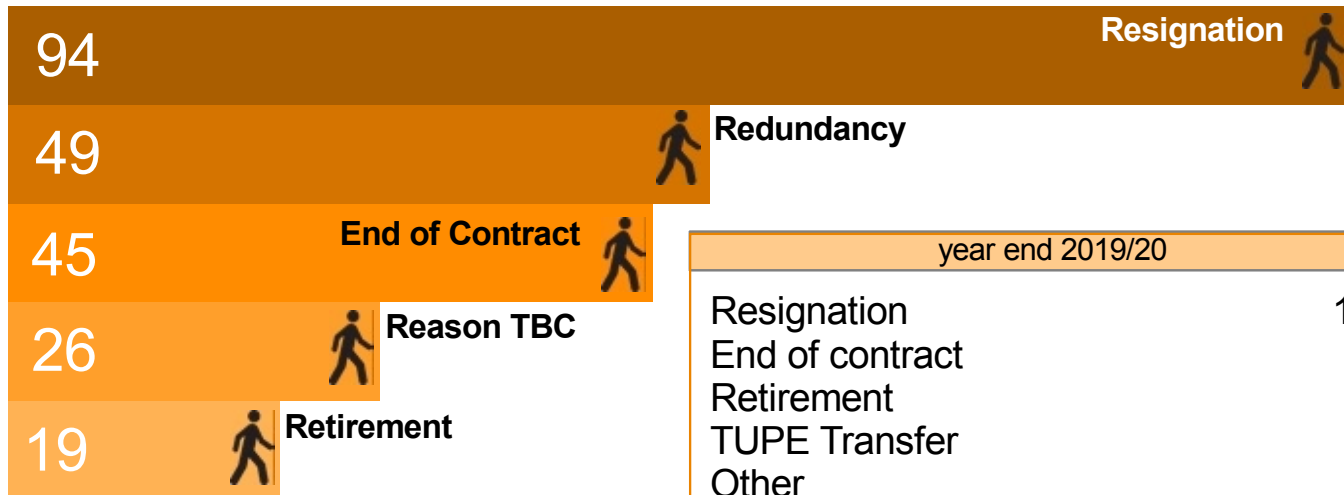 94 Resignation
49 Redundancy
45 End of Contract
26 Reason TBC
19 Retirement
year end 2019/20
Resignation 1
End of contract
Retirement
TUPE Transfer
Other